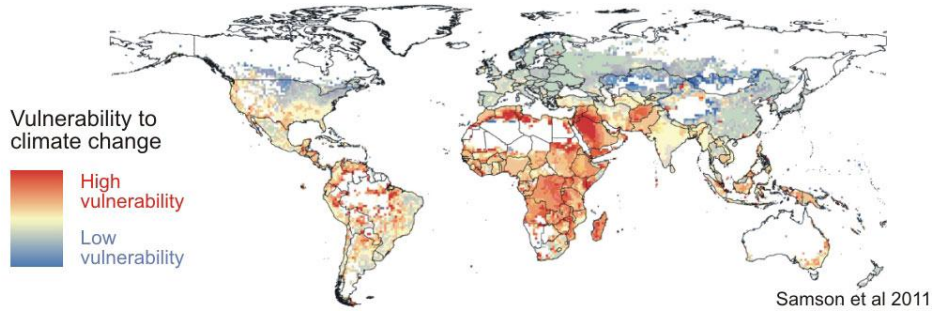 Vulnerability to
climate change
High
vulnerability
Low
vulnerability
Samson et al 2011